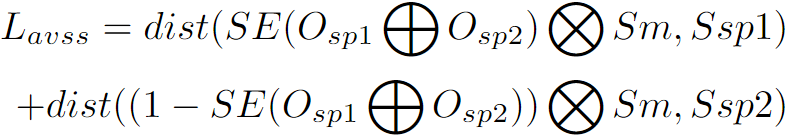 L_{avss} = dist(SE(O_{sp1} ⨁ O_{sp2}) ⨂ Sm, Ssp1)
+dist((1 − SE(O_{sp1} ⨁ O_{sp2})) ⨂ Sm, Ssp2)